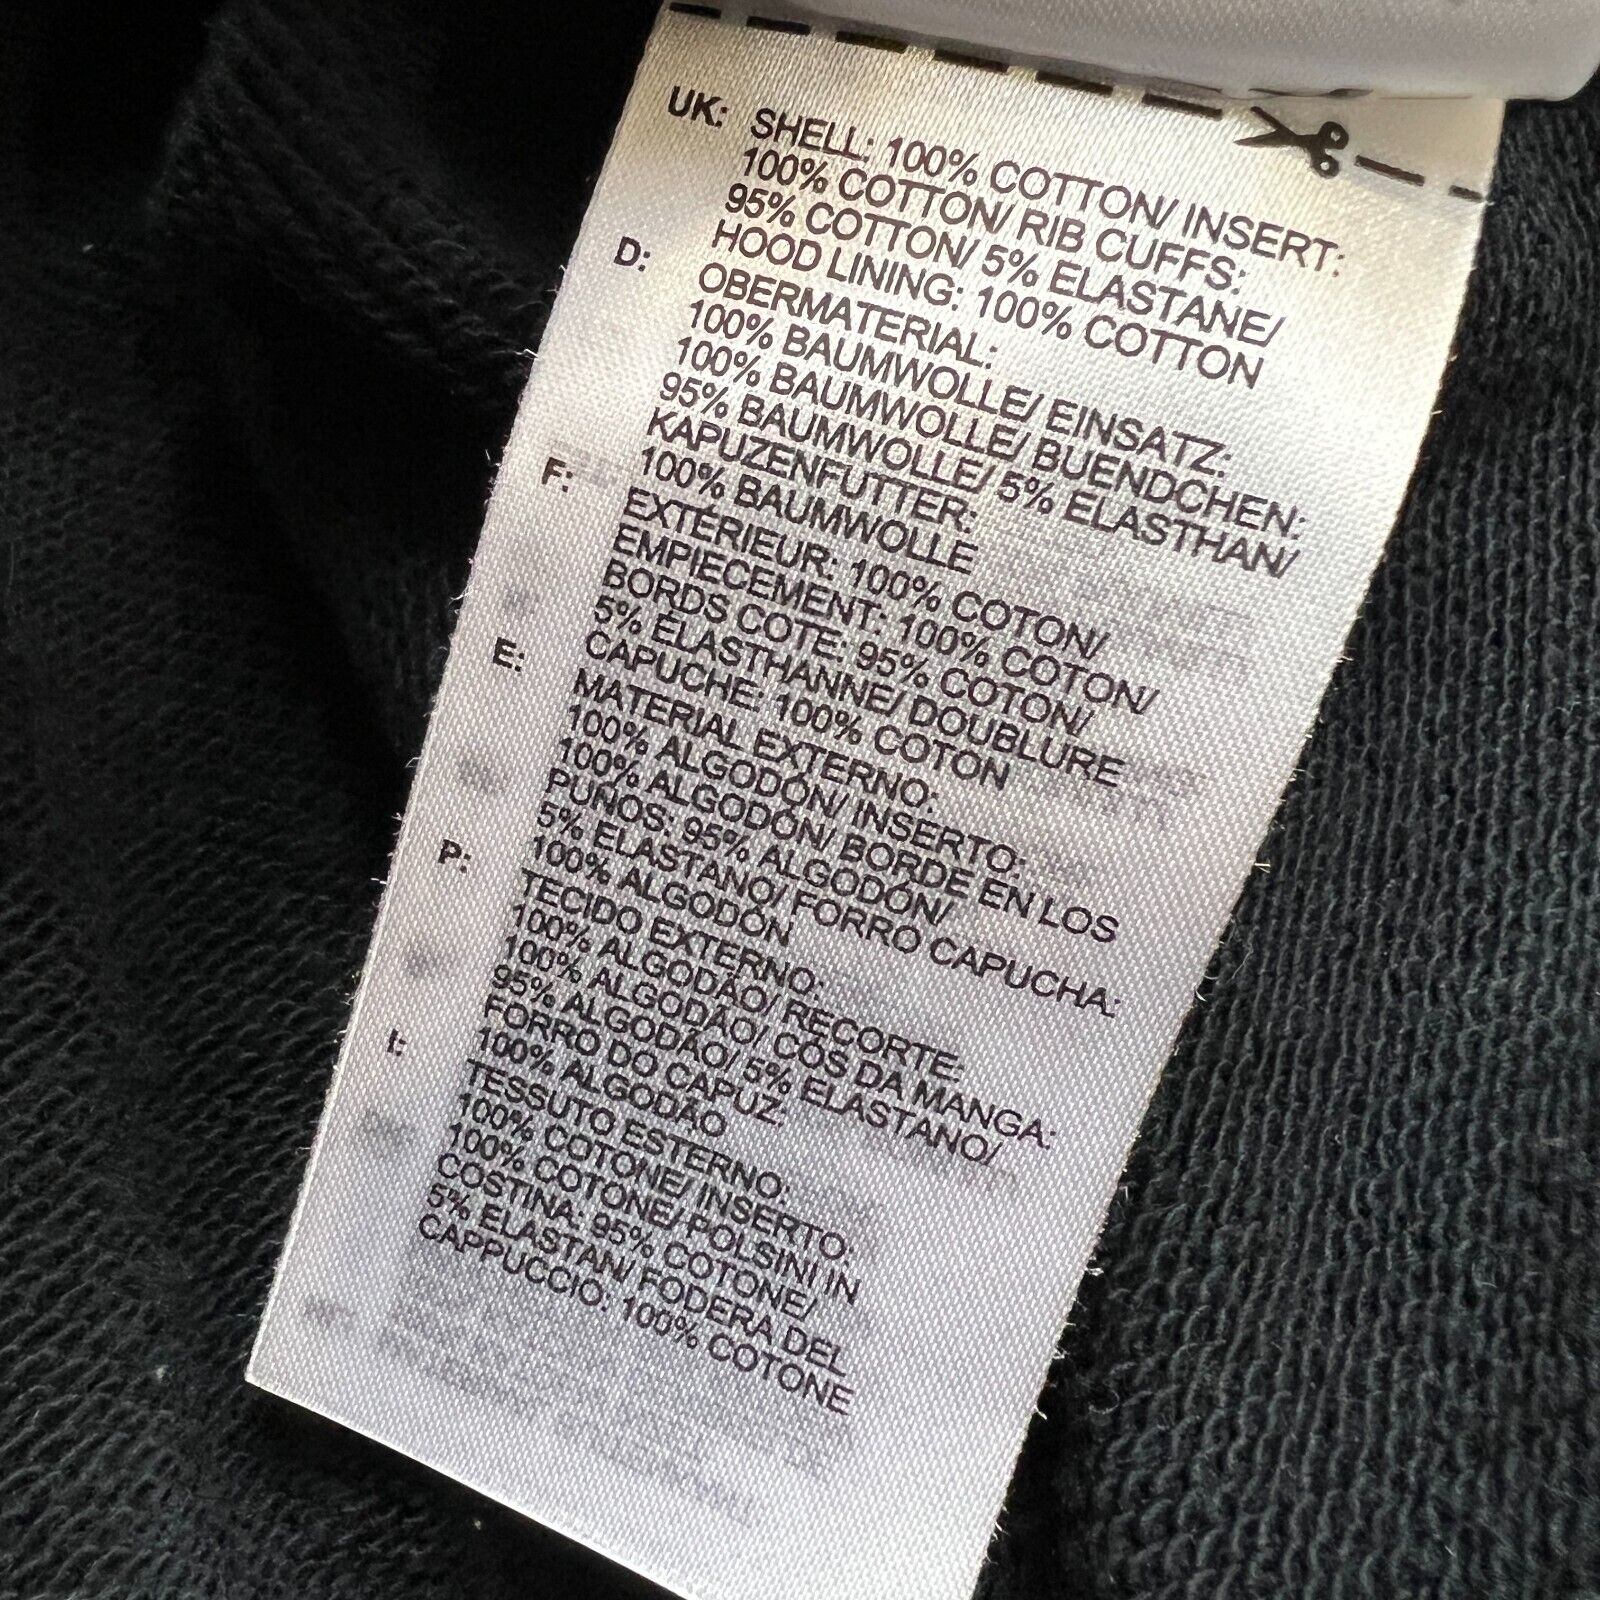 UK: SHELL: 100% COTTON/ INSERT:
100% COTTON/ RIB CUFFS:
95% COTTON/ 5% ELASTANE/
HOOD LINING: 100% COTTON
D: OBERMATERIAL:
100% BAUMWOLLE/ EINSATZ:
100% BAUMWOLLE/ BUENDCHEN:
95% BAUMWOLLE/ 5% ELASTHAN/
KAPUZENFUTTER:
100% BAUMWOLLE
F: EXTÉRIEUR: 100% COTON/
EMPIECEMENT: 100% COTON/
BORDS COTE: 95% COTON/
5% ELASTHANNE/ DOUBLURE
CAPUCHE: 100% COTON
E: MATERIAL EXTERNO:
100% ALGODÓN/ INSERTO:
100% ALGODÓN/ BORDE EN LOS
PUÑOS: 95% ALGODÓN/
5% ELASTANO/ FORRO CAPUCHA:
100% ALGODÓN
P: TECIDO EXTERNO:
100% ALGODÃO/ RECORTE:
100% ALGODÃO/ CÓS DA MANGA:
95% ALGODÃO/ 5% ELASTANO/
FORRO DO CAPUZ:
100% ALGODÃO
I: TESSUTO ESTERNO:
100% COTONE/ INSERTO:
100% COTONE/ POLSINI IN
COSTINA: 95% COTONE/
5% ELASTAN/ FODERA DEL
CAPPUCCIO: 100% COTONE